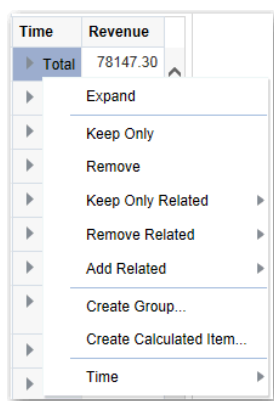 Time Revenue
Total 78147.30
Expand
Keep Only
Remove
Keep Only Related
Remove Related
Add Related
Create Group...
Create Calculated Item...
Time